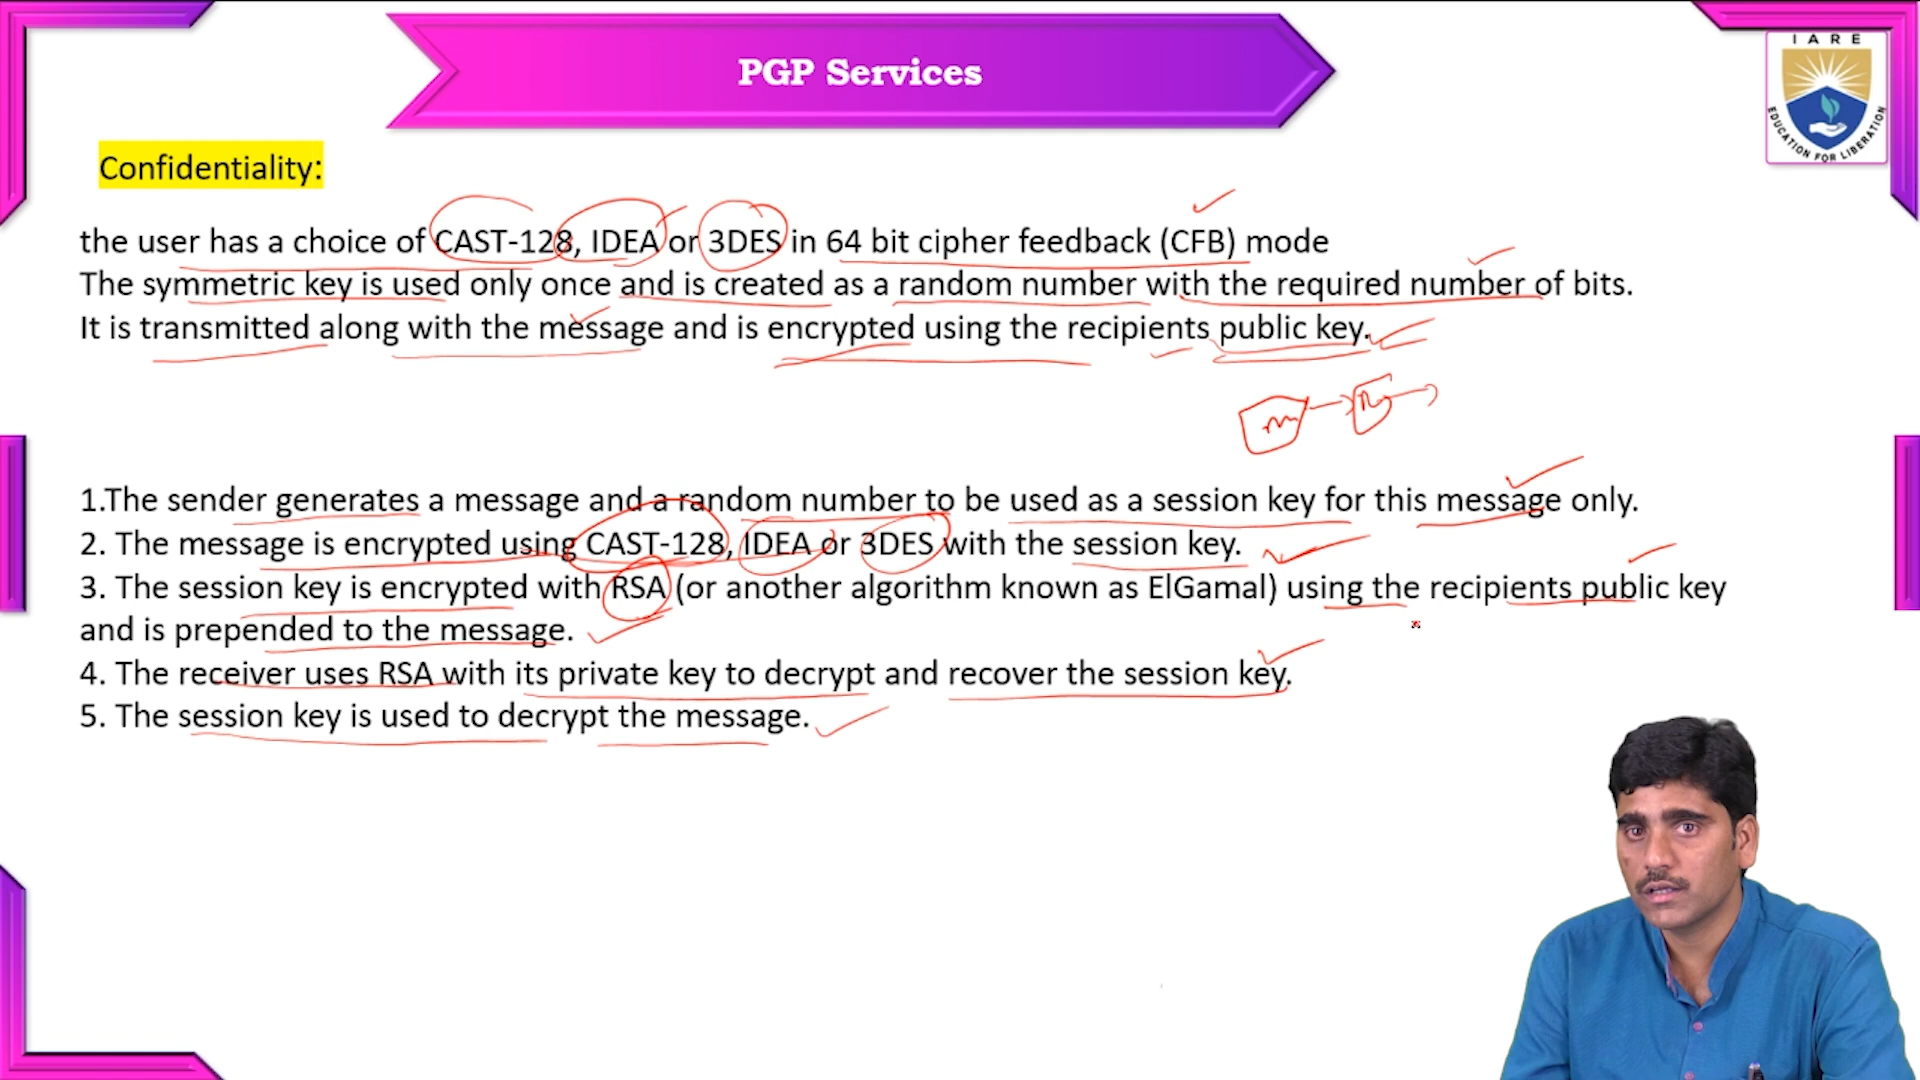 PGP Services
IARE
EDUCATION FOR LIBERATION
Confidentiality:
the user has a choice of CAST-128, IDEA or 3DES in 64 bit cipher feedback (CFB) mode
The symmetric key is used only once and is created as a random number with the required number of bits.
It is transmitted along with the message and is encrypted using the recipients public key.
m
1.The sender generates a message and a random number to be used as a session key for this message only.
2. The message is encrypted using CAST-128, IDEA or 3DES with the session key.
3. The session key is encrypted with RSA (or another algorithm known as ElGamal) using the recipients public key
and is prepended to the message.
4. The receiver uses RSA with its private key to decrypt and recover the session key.
5. The session key is used to decrypt the message.